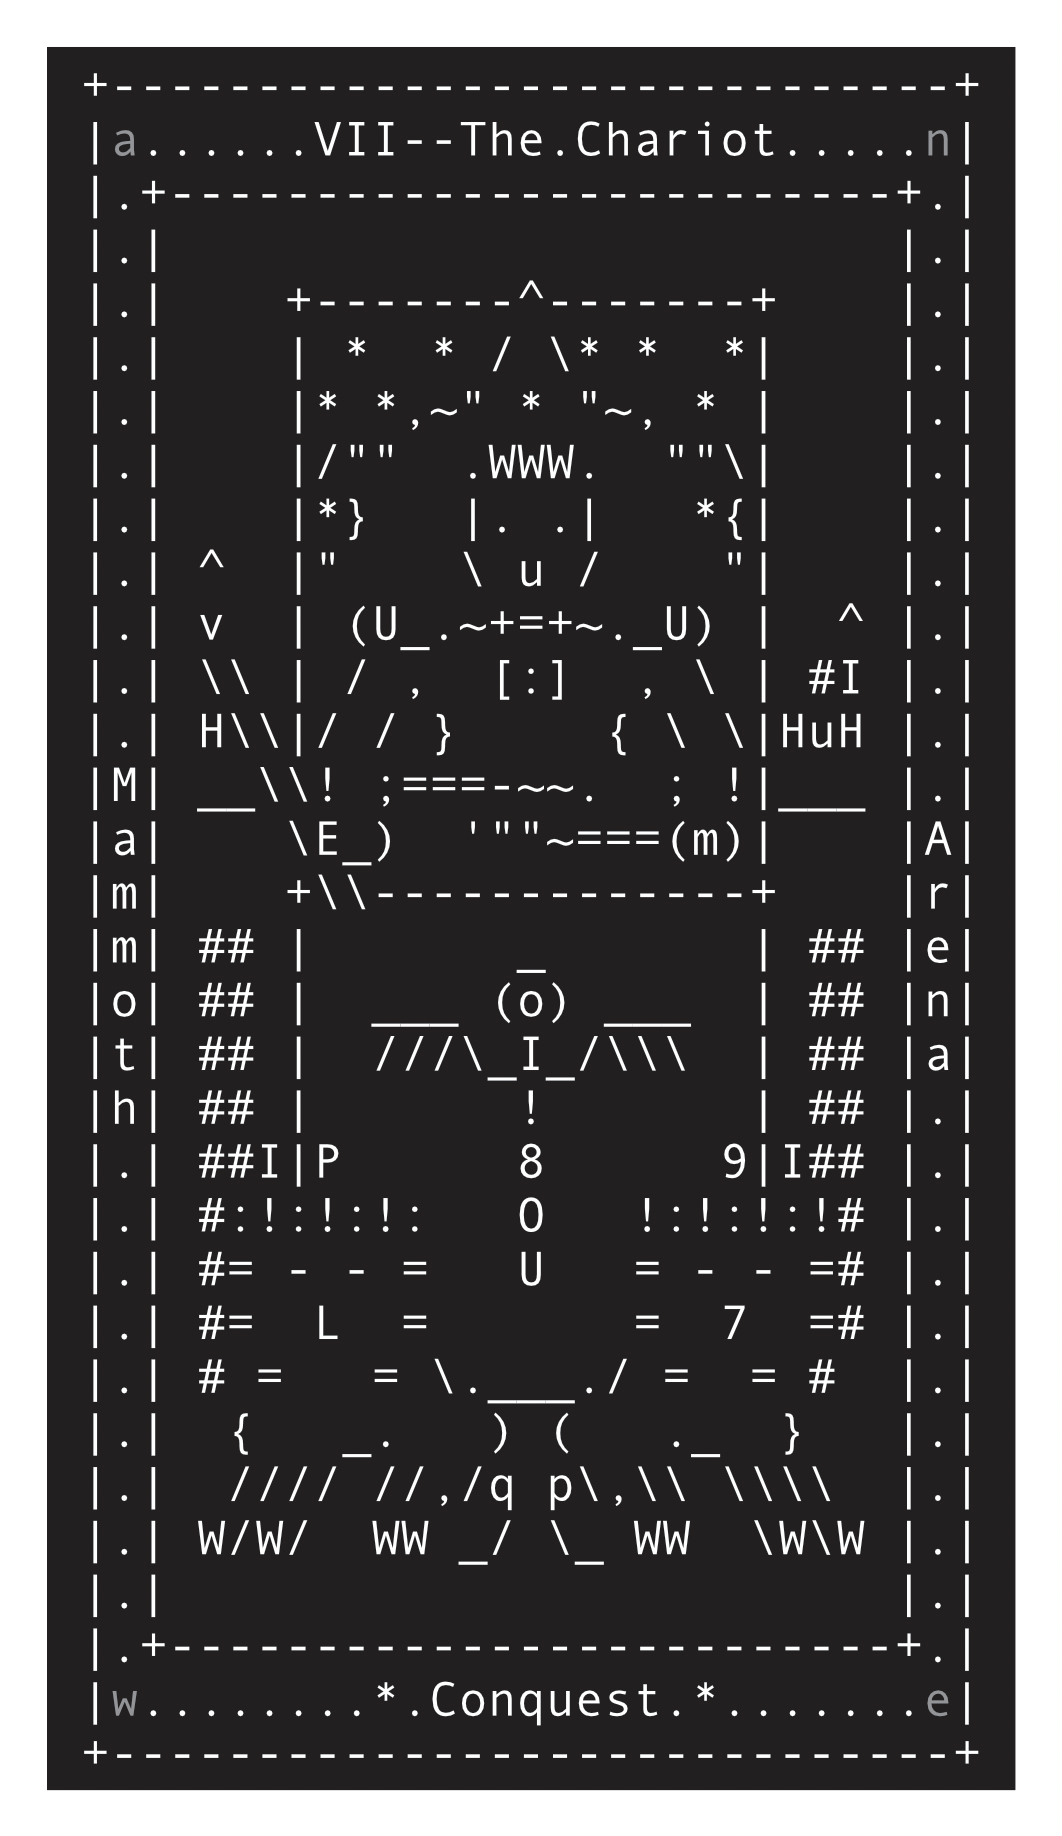 +-----------------------------+
|a......VII--The.Chariot.....n|
|.+-------------------------+.|
|.|                         |.|
|.|    +-------^-------+    |.|
|.|    | *  * / \* *  *|    |.|
|.|    |* *,~" * "~, * |    |.|
|.|    |/""  .WWW.  ""\|    |.|
|.|    |*}   |. .|   *{|    |.|
|.| ^  |"    \ u /    "|    |.|
|.| v  | (U_.~+=+~._U) |  ^ |.|
|.| \\ | / ,  [:]  , \ | #I |.|
|.| H\\|/ / }     { \ \|HuH |.|
|M| __\\! ;===-~~.  ; !|___ |.|
|a|    \E_)  '""~===(m)|    |A|
|m|    +\\-------------+    |r|
|m| ## |       _       | ## |e|
|o| ## |  ___ (o) ___  | ## |n|
|t| ## |  ///\_I_/\\\  | ## |a|
|h| ## |       !       | ## |.|
|.| ##I|P      8      9|I## |.|
|.| #:!:!:!:   O   !:!:!:!# |.|
|.| #= - - =   U   = - - =# |.|
|.| #=  L  =       =  7  =# |.|
|.| # =   = \.___./ =  = #  |.|
|.|  {   _.   ) (   ._  }   |.|
|.|  //// //,/q p\,\\ \\\\  |.|
|.| W/W/  WW _/ \_ WW  \W\W |.|
|.|                         |.|
|.+-------------------------+.|
|w........*.Conquest.*.......e|
+-----------------------------+